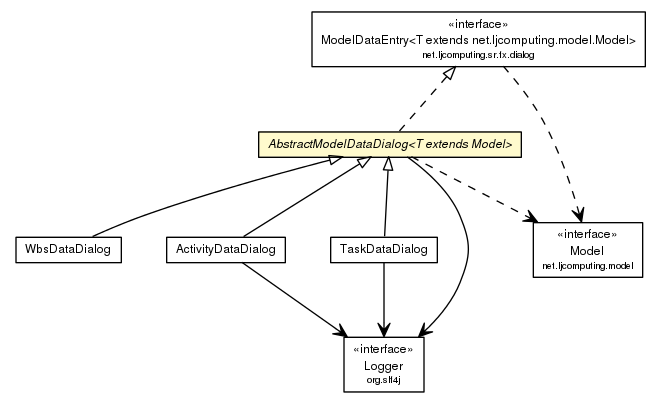 «interface»
ModelDataEntry<T extends net.ljcomputing.model.Model>
net.ljcomputing.sr.fx.dialog
AbstractModelDataDialog<T extends Model>
WbsDataDialog
ActivityDataDialog
TaskDataDialog
«interface»
Model
net.ljcomputing.model
«interface»
Logger
org.slf4j